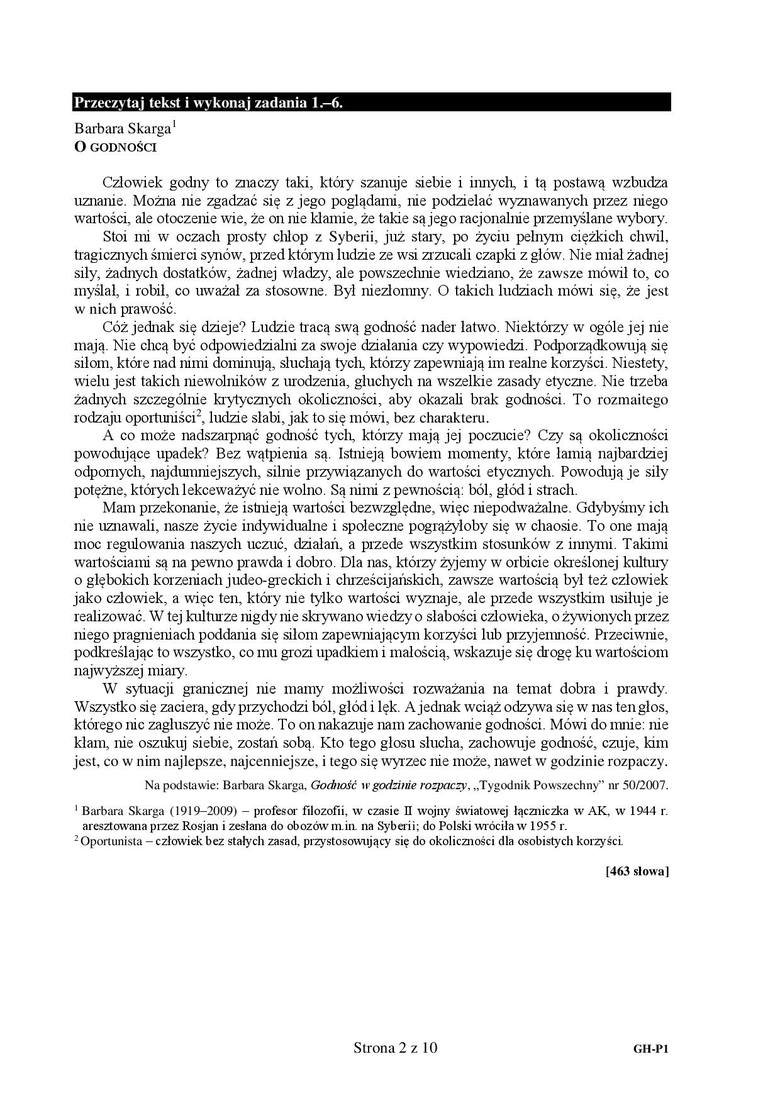 Przeczytaj tekst i wykonaj zadania 1.–6.
Barbara Skarga¹
O GODNOŚCI
Człowiek godny to znaczy taki, który szanuje siebie i innych, i tą postawą wzbudza
uznanie. Można nie zgadzać się z jego poglądami, nie podzielać wyznawanych przez niego
wartości, ale otoczenie wie, że on nie kłamie, że takie są jego racjonalnie przemyślane wybory.
Stoi mi w oczach prosty chłop z Syberii, już stary, po życiu pełnym ciężkich chwil,
tragicznych śmierci synów, przed którym ludzie ze wsi zrzucali czapki z głów. Nie miał żadnej
siły, żadnych dostatków, żadnej władzy, ale powszechnie wiedziano, że zawsze mówił to, co
myślał, i robił, co uważał za stosowne. Był niezłomny. O takich ludziach mówi się, że jest
w nich prawość.
Cóż jednak się dzieje? Ludzie tracą swą godność nader łatwo. Niektórzy w ogóle jej nie
mają. Nie chcą być odpowiedzialni za swoje działania czy wypowiedzi. Podporządkowują się
siłom, które nad nimi dominują, słuchają tych, którzy zapewniają im realne korzyści. Niestety,
wielu jest takich niewolników z urodzenia, głuchych na wszelkie zasady etyczne. Nie trzeba
żadnych szczególnie krytycznych okoliczności, aby okazali brak godności. To rozmaitego
rodzaju oportuniści², ludzie słabi, jak to się mówi, bez charakteru.
A co może nadszarpnąć godność tych, którzy mają jej poczucie? Czy są okoliczności
powodujące upadek? Bez wątpienia są. Istnieją bowiem momenty, które łamią najbardziej
odpornych, najdumniejszych, silnie przywiązanych do wartości etycznych. Powodują je siły
potężne, których lekceważyć nie wolno. Są nimi z pewnością: ból, głód i strach.
Mam przekonanie, że istnieją wartości bezwzględne, więc niepodważalne. Gdybyśmy ich
nie uznawali, nasze życie indywidualne i społeczne pogrążyłoby się w chaosie. To one mają
moc regulowania naszych uczuć, działań, a przede wszystkim stosunków z innymi. Takimi
wartościami są na pewno prawda i dobro. Dla nas, którzy żyjemy w orbicie określonej kultury
o głębokich korzeniach judeo-greckich i chrześcijańskich, zawsze wartością był też człowiek
jako człowiek, a więc ten, który nie tylko wartości wyznaje, ale przede wszystkim usiłuje je
realizować. W tej kulturze nigdy nie skrywano wiedzy o słabości człowieka, o żywionych przez
niego pragnieniach poddania się siłom zapewniającym korzyści lub przyjemność. Przeciwnie,
podkreślając to wszystko, co mu grozi upadkiem i małością, wskazuje się drogę ku wartościom
najwyższej miary.
W sytuacji granicznej nie mamy możliwości rozważania na temat dobra i prawdy.
Wszystko się zaciera, gdy przychodzi ból, głód i lęk. A jednak wciąż odzywa się w nas ten głos,
którego nic zagłuszyć nie może. To on nakazuje nam zachowanie godności. Mówi do mnie: nie
kłam, nie oszukuj siebie, zostań sobą. Kto tego głosu słucha, zachowuje godność, czuje, kim
jest, co w nim najlepsze, najcenniejsze, i tego się wyrzec nie może, nawet w godzinie rozpaczy.
Na podstawie: Barbara Skarga, Godność w godzinie rozpaczy, „Tygodnik Powszechny” nr 50/2007.
¹ Barbara Skarga (1919–2009) – profesor filozofii, w czasie II wojny światowej łączniczka w AK, w 1944 r.
aresztowana przez Rosjan i zesłana do obozów m.in. na Syberii; do Polski wróciła w 1955 r.
² Oportunista – człowiek bez stałych zasad, przystosowujący się do okoliczności dla osobistych korzyści.
[463 słowa]
Strona 2 z 10
GH-P1